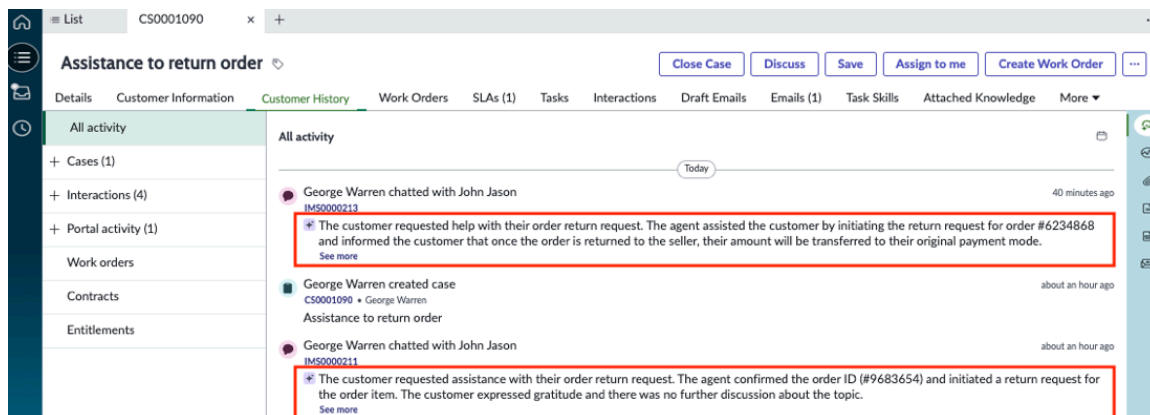 List
CS0001090
Assistance to return order
Close Case
Discuss
Save
Assign to me
Create Work Order
Details
Customer Information
Customer History
Work Orders
SLAs (1)
Tasks
Interactions
Draft Emails
Emails (1)
Task Skills
Attached Knowledge
More
All activity
Cases (1)
Interactions (4)
Portal activity (1)
Work orders
Contracts
Entitlements
All activity
Today
George Warren chatted with John Jason
40 minutes ago
IMS0000213
The customer requested help with their order return request. The agent assisted the customer by initiating the return request for order #6234868
and informed the customer that once the order is returned to the seller, their amount will be transferred to their original payment mode.
See more
George Warren created case
about an hour ago
CS0001090 • George Warren
Assistance to return order
George Warren chatted with John Jason
about an hour ago
IMS0000211
The customer requested assistance with their order return request. The agent confirmed the order ID (#9683654) and initiated a return request for
the order item. The customer expressed gratitude and there was no further discussion about the topic.
See more